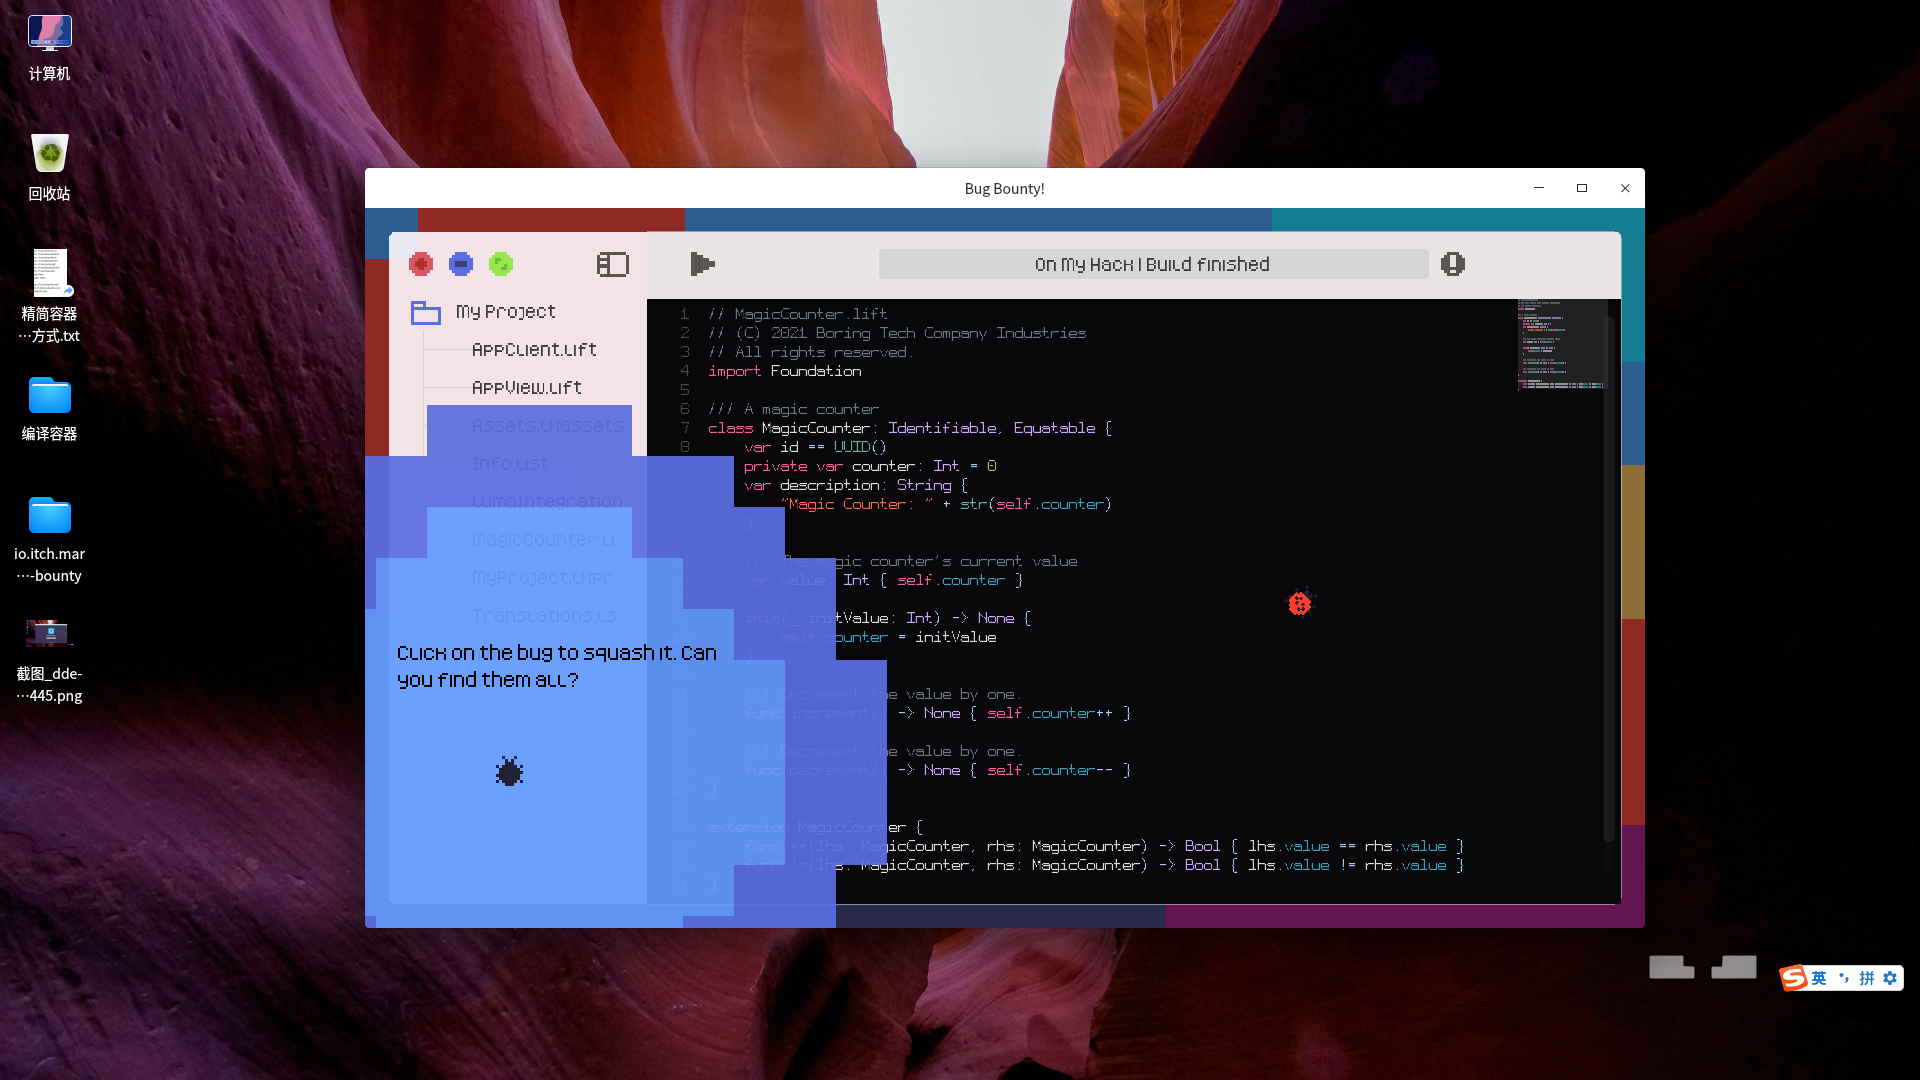 计算机
回收站
精简容器
…方式.txt
编译容器
io.itch.mar
…-bounty
截图_dde-
…445.png
Bug Bounty!
On My Hack | Build finished
My Project
AppClient.lift
AppView.lift
Assets.lhassets
Info.list
LumaIntegration
MagicCounter.li
MyProject.lhpr
Translations.ls
Click on the bug to squash it. Can
you find them all?
1 // MagicCounter.lift
2 // (C) 2021 Boring Tech Company Industries
3 // All rights reserved.
4 import Foundation
5
6 /// A magic counter
7 class MagicCounter: Identifiable, Equatable {
8 var id == UUID()
private var counter: Int = 0
var description: String {
"Magic Counter: " + str(self.counter)
}
/// The magic counter's current value
var value: Int { self.counter }
init(_ initValue: Int) -> None {
self.counter = initValue
}
/// Increment the value by one.
func increment() -> None { self.counter++ }
/// Decrement the value by one.
func decrement() -> None { self.counter-- }
}
extension MagicCounter {
func ==(lhs: MagicCounter, rhs: MagicCounter) -> Bool { lhs.value == rhs.value }
func !=(lhs: MagicCounter, rhs: MagicCounter) -> Bool { lhs.value != rhs.value }
}
英 拼